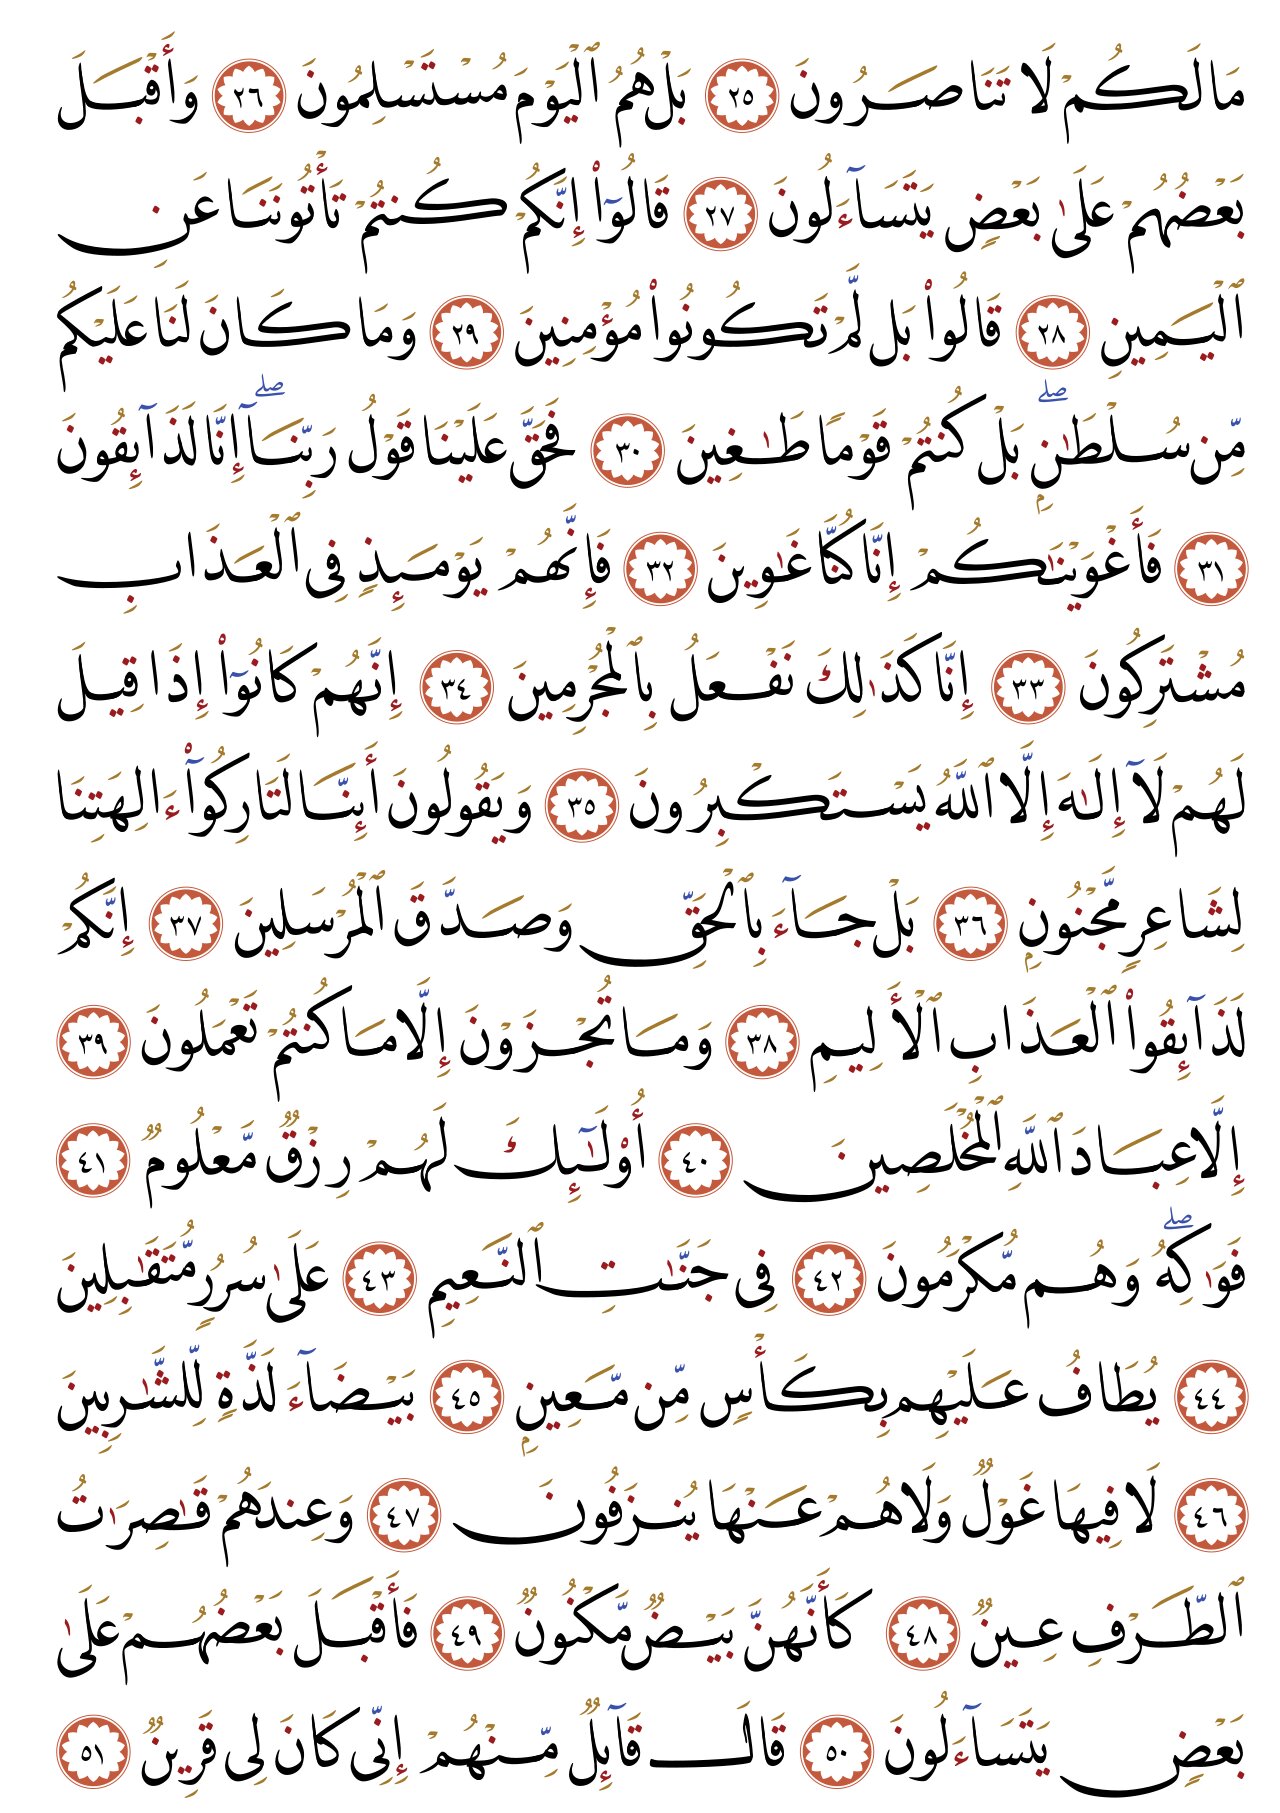 مَا لَكُمْ لَا تَنَاصَرُونَ ٢٥ بَلْ هُمُ ٱلْيَوْمَ مُسْتَسْلِمُونَ ٢٦ وَأَقْبَلَ
بَعْضُهُمْ عَلَىٰ بَعْضٍ يَتَسَآءَلُونَ ٢٧ قَالُوٓا۟ إِنَّكُمْ كُنتُمْ تَأْتُونَنَا عَنِ
ٱلْيَمِينِ ٢٨ قَالُوا۟ بَل لَّمْ تَكُونُوا۟ مُؤْمِنِينَ ٢٩ وَمَا كَانَ لَنَا عَلَيْكُم
مِّن سُلْطَـٰنٍۭ ۖ بَلْ كُنتُمْ قَوْمًا طَـٰغِينَ ٣٠ فَحَقَّ عَلَيْنَا قَوْلُ رَبِّنَآ ۖ إِنَّا لَذَآئِقُونَ
٣١ فَأَغْوَيْنَـٰكُمْ إِنَّا كُنَّا غَـٰوِينَ ٣٢ فَإِنَّهُمْ يَوْمَئِذٍ فِى ٱلْعَذَابِ
مُشْتَرِكُونَ ٣٣ إِنَّا كَذَٰلِكَ نَفْعَلُ بِٱلْمُجْرِمِينَ ٣٤ إِنَّهُمْ كَانُوٓا۟ إِذَا قِيلَ
لَهُمْ لَآ إِلَـٰهَ إِلَّا ٱللَّهُ يَسْتَكْبِرُونَ ٣٥ وَيَقُولُونَ أَئِنَّا لَتَارِكُوٓا۟ ءَالِهَتِنَا
لِشَاعِرٍ مَّجْنُونٍۭ ٣٦ بَلْ جَآءَ بِٱلْحَقِّ وَصَدَّقَ ٱلْمُرْسَلِينَ ٣٧ إِنَّكُمْ
لَذَآئِقُوا۟ ٱلْعَذَابِ ٱلْأَلِيمِ ٣٨ وَمَا تُجْزَوْنَ إِلَّا مَا كُنتُمْ تَعْمَلُونَ ٣٩
إِلَّا عِبَادَ ٱللَّهِ ٱلْمُخْلَصِينَ ٤٠ أُو۟لَـٰٓئِكَ لَهُمْ رِزْقٌ مَّعْلُومٌ ٤١
فَوَٰكِهُ ۖ وَهُم مُّكْرَمُونَ ٤٢ فِى جَنَّـٰتِ ٱلنَّعِيمِ ٤٣ عَلَىٰ سُرُرٍ مُّتَقَـٰبِلِينَ
٤٤ يُطَافُ عَلَيْهِم بِكَأْسٍ مِّن مَّعِينٍۭ ٤٥ بَيْضَآءَ لَذَّةٍ لِّلشَّـٰرِبِينَ
٤٦ لَا فِيهَا غَوْلٌ وَلَا هُمْ عَنْهَا يُنزَفُونَ ٤٧ وَعِندَهُمْ قَـٰصِرَٰتُ
ٱلطَّرْفِ عِينٌ ٤٨ كَأَنَّهُنَّ بَيْضٌ مَّكْنُونٌ ٤٩ فَأَقْبَلَ بَعْضُهُمْ عَلَىٰ
بَعْضٍ يَتَسَآءَلُونَ ٥٠ قَالَ قَآئِلٌ مِّنْهُمْ إِنِّى كَانَ لِى قَرِينٌ ٥١